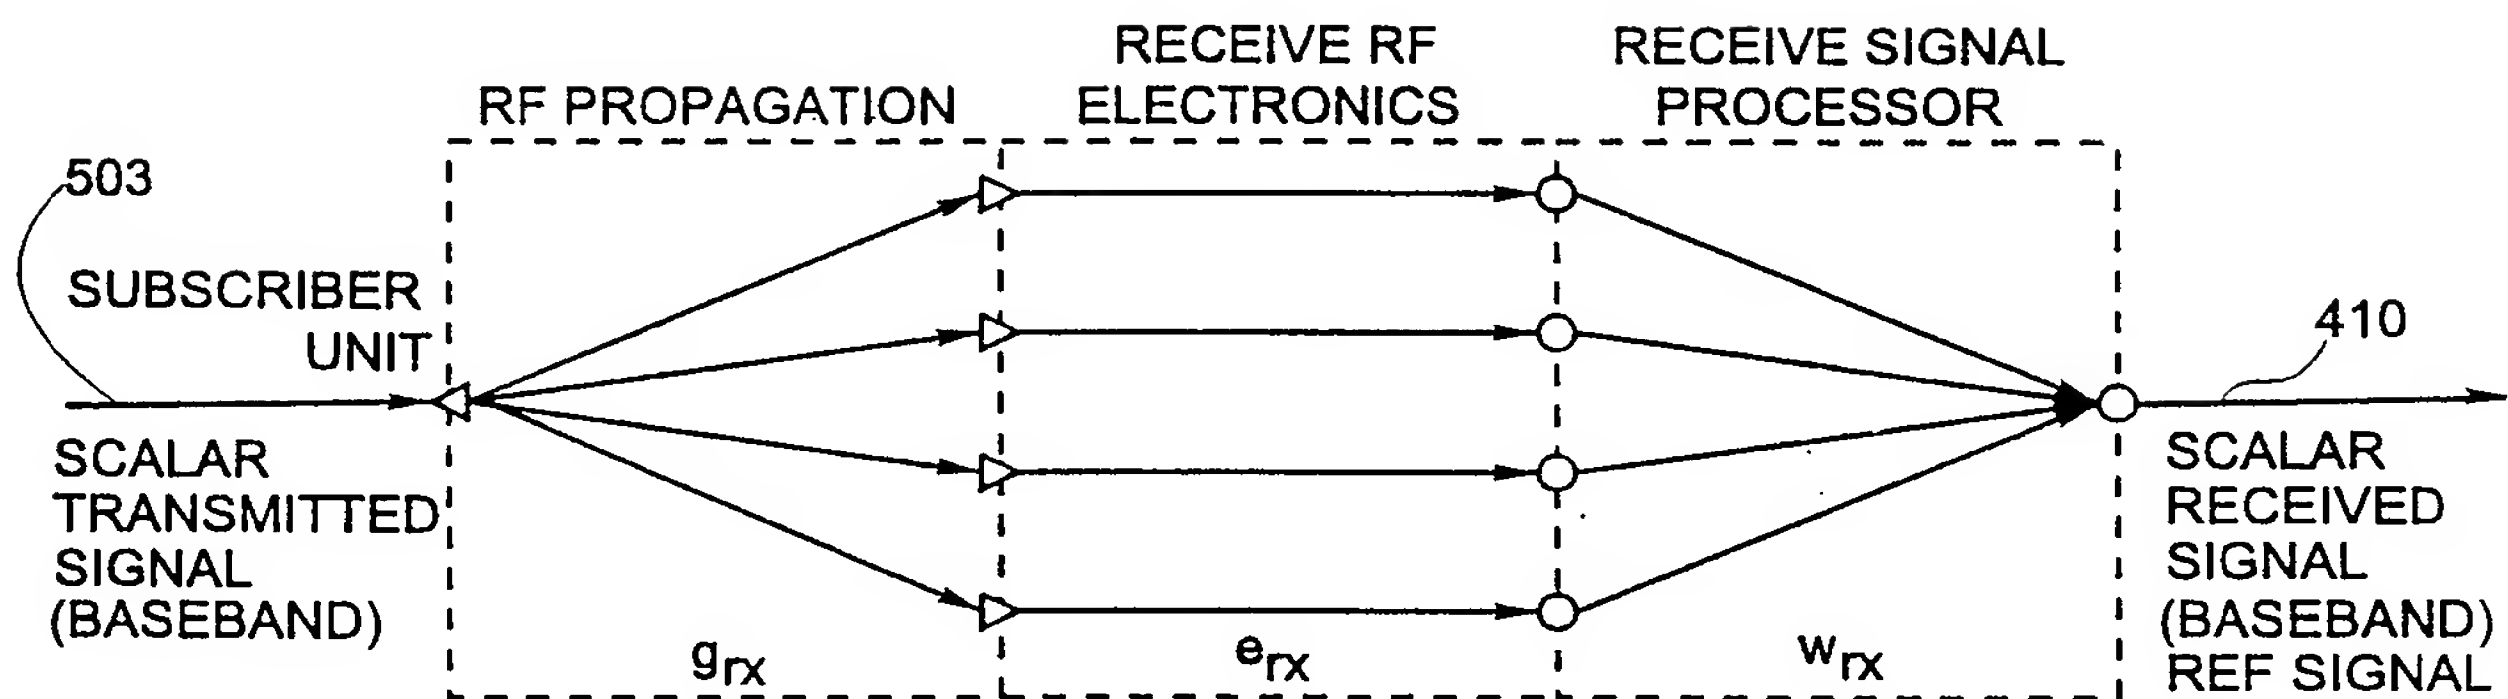 RF PROPAGATION
RECEIVE RF
ELECTRONICS
RECEIVE SIGNAL
PROCESSOR
503
SUBSCRIBER
UNIT
SCALAR
TRANSMITTED
SIGNAL
(BASEBAND)
grx
erx
wrx
410
SCALAR
RECEIVED
SIGNAL
(BASEBAND)
REF SIGNAL